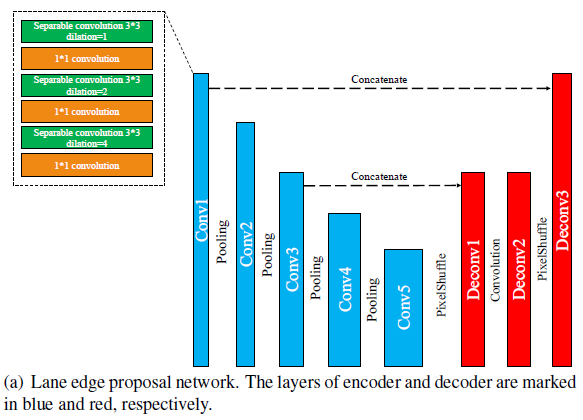 Separable convolution 3*3
dilation=1
1*1 convolution
Separable convolution 3*3
dilation=2
1*1 convolution
Separable convolution 3*3
dilation=4
1*1 convolution
Concatenate
Concatenate
Conv1
Pooling
Conv2
Pooling
Conv3
Pooling
Conv4
Pooling
Conv5
PixelShuffle
Deconv1
Convolution
Deconv2
PixelShuffle
Deconv3
(a) Lane edge proposal network. The layers of encoder and decoder are marked
in blue and red, respectively.